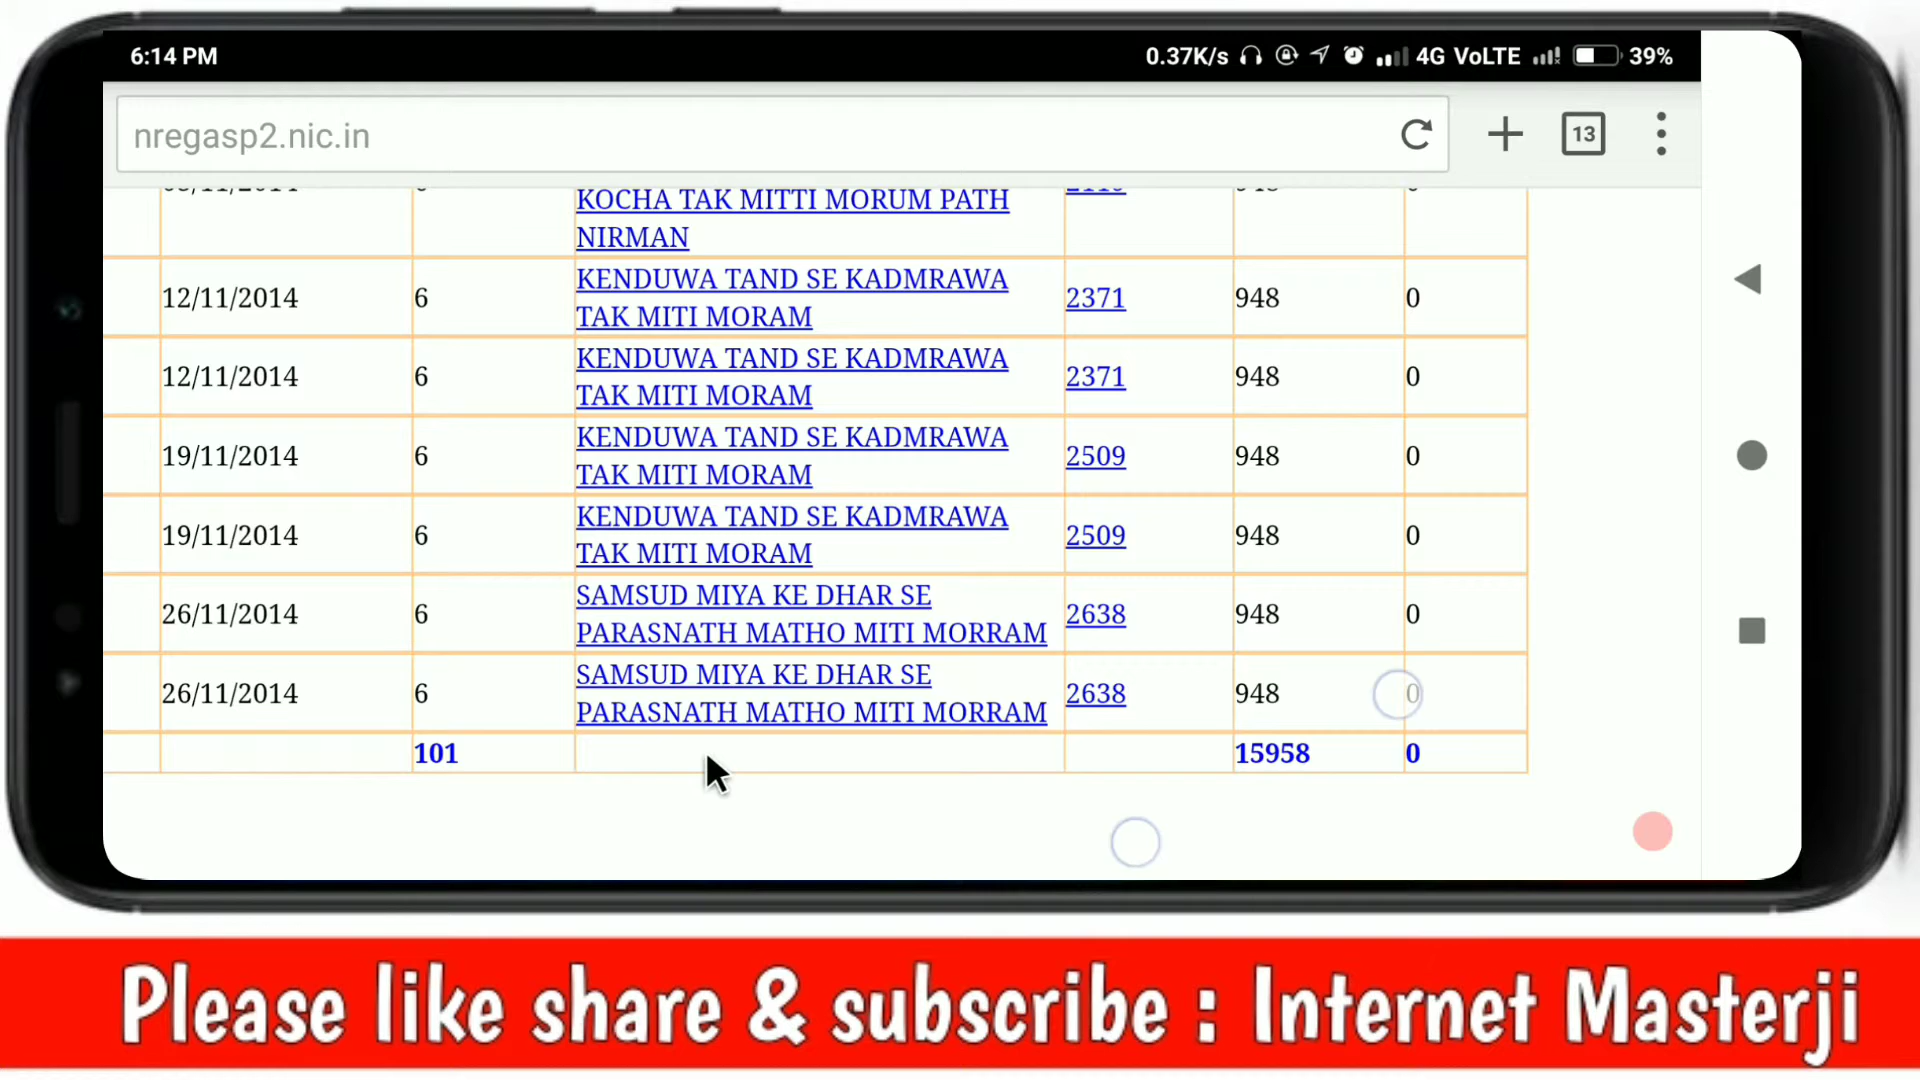 6:14 PM 0.37K/s 4G VoLTE 39%
nregasp2.nic.in 13
KOCHA TAK MITTI MORUM PATH
NIRMAN
12/11/2014 6 KENDUWA TAND SE KADMRAWA TAK MITI MORAM 2371 948 0
12/11/2014 6 KENDUWA TAND SE KADMRAWA TAK MITI MORAM 2371 948 0
19/11/2014 6 KENDUWA TAND SE KADMRAWA TAK MITI MORAM 2509 948 0
19/11/2014 6 KENDUWA TAND SE KADMRAWA TAK MITI MORAM 2509 948 0
26/11/2014 6 SAMSUD MIYA KE DHAR SE PARASNATH MATHO MITI MORRAM 2638 948 0
26/11/2014 6 SAMSUD MIYA KE DHAR SE PARASNATH MATHO MITI MORRAM 2638 948 0
101 15958 0
Please like share & subscribe : Internet Masterji